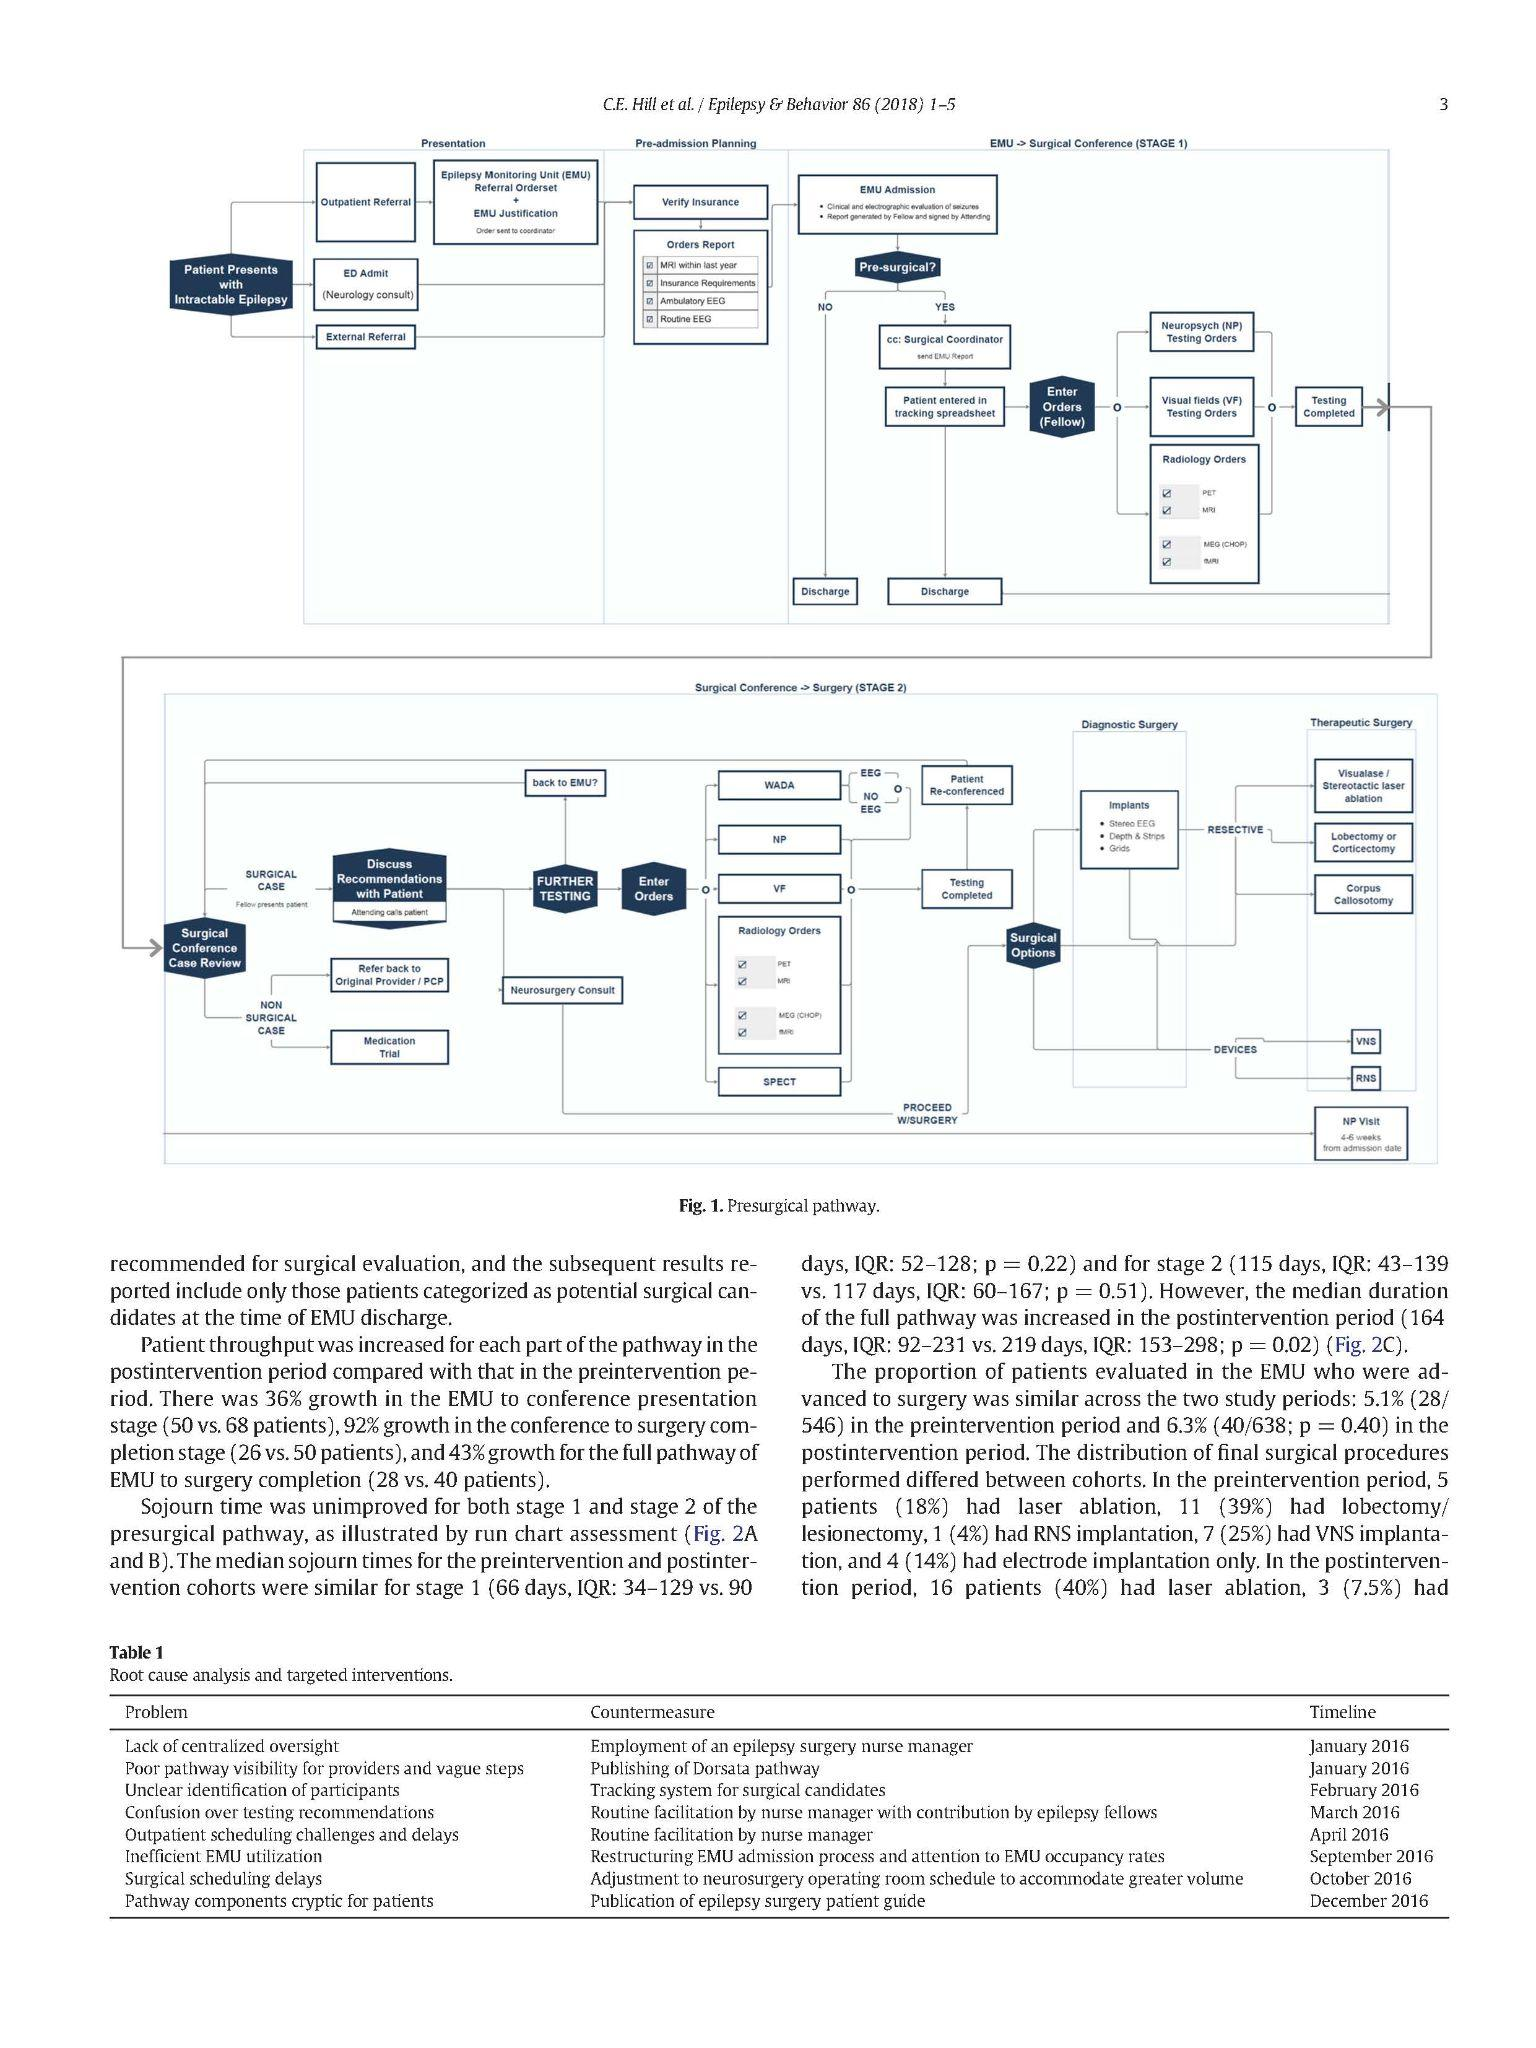 C.E. Hill et al. / Epilepsy & Behavior 86 (2018) 1–5
3
Presentation
Pre-admission Planning
EMU -> Surgical Conference (STAGE 1)
Patient Presents
with
Intractable Epilepsy
Outpatient Referral
Epilepsy Monitoring Unit (EMU)
Referral Orderset
+
EMU Justification
Order sent to coordinator
ED Admit
(Neurology consult)
External Referral
Verify Insurance
Orders Report
MRI within last year
Insurance Requirements
Ambulatory EEG
Routine EEG
EMU Admission
• Clinical and electrographic evaluation of seizures
• Report generated by Fellow and signed by Attending
Pre-surgical?
NO
YES
cc: Surgical Coordinator
send EMU Report
Patient entered in
tracking spreadsheet
Enter
Orders
(Fellow)
O
Neuropsych (NP)
Testing Orders
Visual fields (VF)
Testing Orders
Radiology Orders
PET
MRI
MEG (CHOP)
fMRI
O
Testing
Completed
Discharge
Discharge
Surgical Conference -> Surgery (STAGE 2)
Surgical
Conference
Case Review
SURGICAL
CASE
Fellow presents patient
Discuss
Recommendations
with Patient
Attending calls patient
NON
SURGICAL
CASE
Refer back to
Original Provider / PCP
Medication
Trial
back to EMU?
FURTHER
TESTING
Neurosurgery Consult
Enter
Orders
O
WADA
EEG
NO
EEG
O
NP
VF
Radiology Orders
PET
MRI
MEG (CHOP)
fMRI
SPECT
O
Patient
Re-conferenced
Testing
Completed
PROCEED
W/SURGERY
Surgical
Options
Diagnostic Surgery
Implants
• Stereo EEG
• Depth & Strips
• Grids
RESECTIVE
DEVICES
Therapeutic Surgery
Visualase /
Stereotactic laser
ablation
Lobectomy or
Corticectomy
Corpus
Callosotomy
VNS
RNS
NP Visit
4-6 weeks
from admission date
Fig. 1. Presurgical pathway.
recommended for surgical evaluation, and the subsequent results re-
ported include only those patients categorized as potential surgical can-
didates at the time of EMU discharge.
Patient throughput was increased for each part of the pathway in the
postintervention period compared with that in the preintervention pe-
riod. There was 36% growth in the EMU to conference presentation
stage (50 vs. 68 patients), 92% growth in the conference to surgery com-
pletion stage (26 vs. 50 patients), and 43% growth for the full pathway of
EMU to surgery completion (28 vs. 40 patients).
Sojourn time was unimproved for both stage 1 and stage 2 of the
presurgical pathway, as illustrated by run chart assessment (Fig. 2A
and B). The median sojourn times for the preintervention and postinter-
vention cohorts were similar for stage 1 (66 days, IQR: 34–129 vs. 90
days, IQR: 52–128; p = 0.22) and for stage 2 (115 days, IQR: 43–139
vs. 117 days, IQR: 60–167; p = 0.51). However, the median duration
of the full pathway was increased in the postintervention period (164
days, IQR: 92–231 vs. 219 days, IQR: 153–298; p = 0.02) (Fig. 2C).
The proportion of patients evaluated in the EMU who were ad-
vanced to surgery was similar across the two study periods: 5.1% (28/
546) in the preintervention period and 6.3% (40/638; p = 0.40) in the
postintervention period. The distribution of final surgical procedures
performed differed between cohorts. In the preintervention period, 5
patients (18%) had laser ablation, 11 (39%) had lobectomy/
lesionectomy, 1 (4%) had RNS implantation, 7 (25%) had VNS implanta-
tion, and 4 (14%) had electrode implantation only. In the postinterven-
tion period, 16 patients (40%) had laser ablation, 3 (7.5%) had
Table 1
Root cause analysis and targeted interventions.
Problem Countermeasure Timeline
Lack of centralized oversight Employment of an epilepsy surgery nurse manager January 2016
Poor pathway visibility for providers and vague steps Publishing of Dorsata pathway January 2016
Unclear identification of participants Tracking system for surgical candidates February 2016
Confusion over testing recommendations Routine facilitation by nurse manager with contribution by epilepsy fellows March 2016
Outpatient scheduling challenges and delays Routine facilitation by nurse manager April 2016
Inefficient EMU utilization Restructuring EMU admission process and attention to EMU occupancy rates September 2016
Surgical scheduling delays Adjustment to neurosurgery operating room schedule to accommodate greater volume October 2016
Pathway components cryptic for patients Publication of epilepsy surgery patient guide December 2016